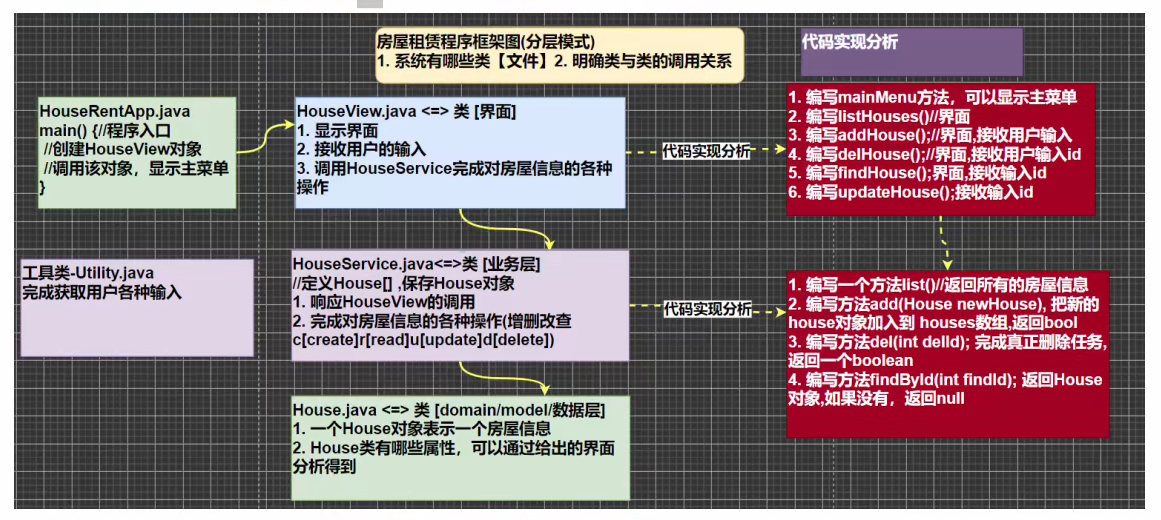 房屋租赁程序框架图(分层模式)
1. 系统有哪些类【文件】2. 明确类与类的调用关系
代码实现分析
HouseRentApp.java
main() {//程序入口
//创建HouseView对象
//调用该对象，显示主菜单
}
HouseView.java <=> 类 [界面]
1. 显示界面
2. 接收用户的输入
3. 调用HouseService完成对房屋信息的各种
操作
代码实现分析
1. 编写mainMenu方法，可以显示主菜单
2. 编写listHouses()//界面
3. 编写addHouse();//界面,接收用户输入
4. 编写delHouse();//界面,接收用户输入id
5. 编写findHouse();界面,接收输入id
6. 编写updateHouse();接收输入id
工具类-Utility.java
完成获取用户各种输入
HouseService.java<=>类 [业务层]
//定义House[] ,保存House对象
1. 响应HouseView的调用
2. 完成对房屋信息的各种操作(增删改查
c[create]r[read]u[update]d[delete])
代码实现分析
1. 编写一个方法list()//返回所有的房屋信息
2. 编写方法add(House newHouse), 把新的
house对象加入到 houses数组,返回bool
3. 编写方法del(int delId); 完成真正删除任务,
返回一个boolean
4. 编写方法findById(int findId); 返回House
对象,如果没有，返回null
House.java <=> 类 [domain/model/数据层]
1. 一个House对象表示一个房屋信息
2. House类有哪些属性，可以通过给出的界面
分析得到